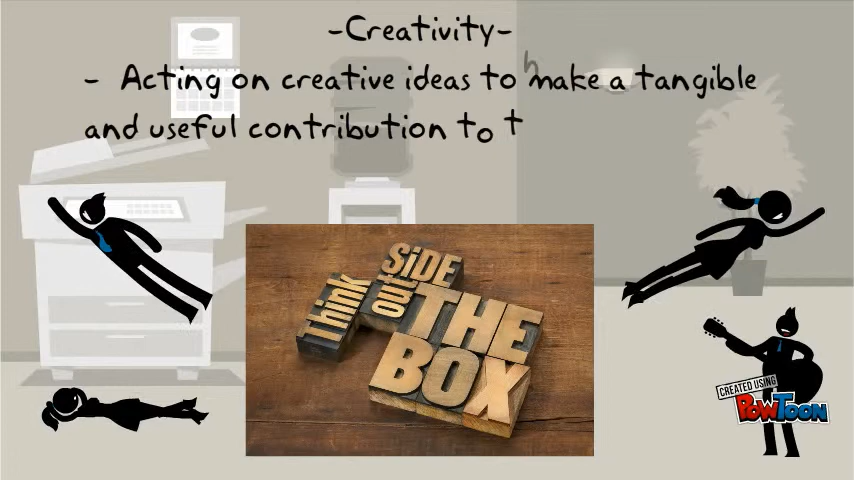 -Creativity-
- Acting on creative ideas to make a tangible
and useful contribution to t
h
Think
outSiDE
THE
BOX
CREATED USING
POWTOON